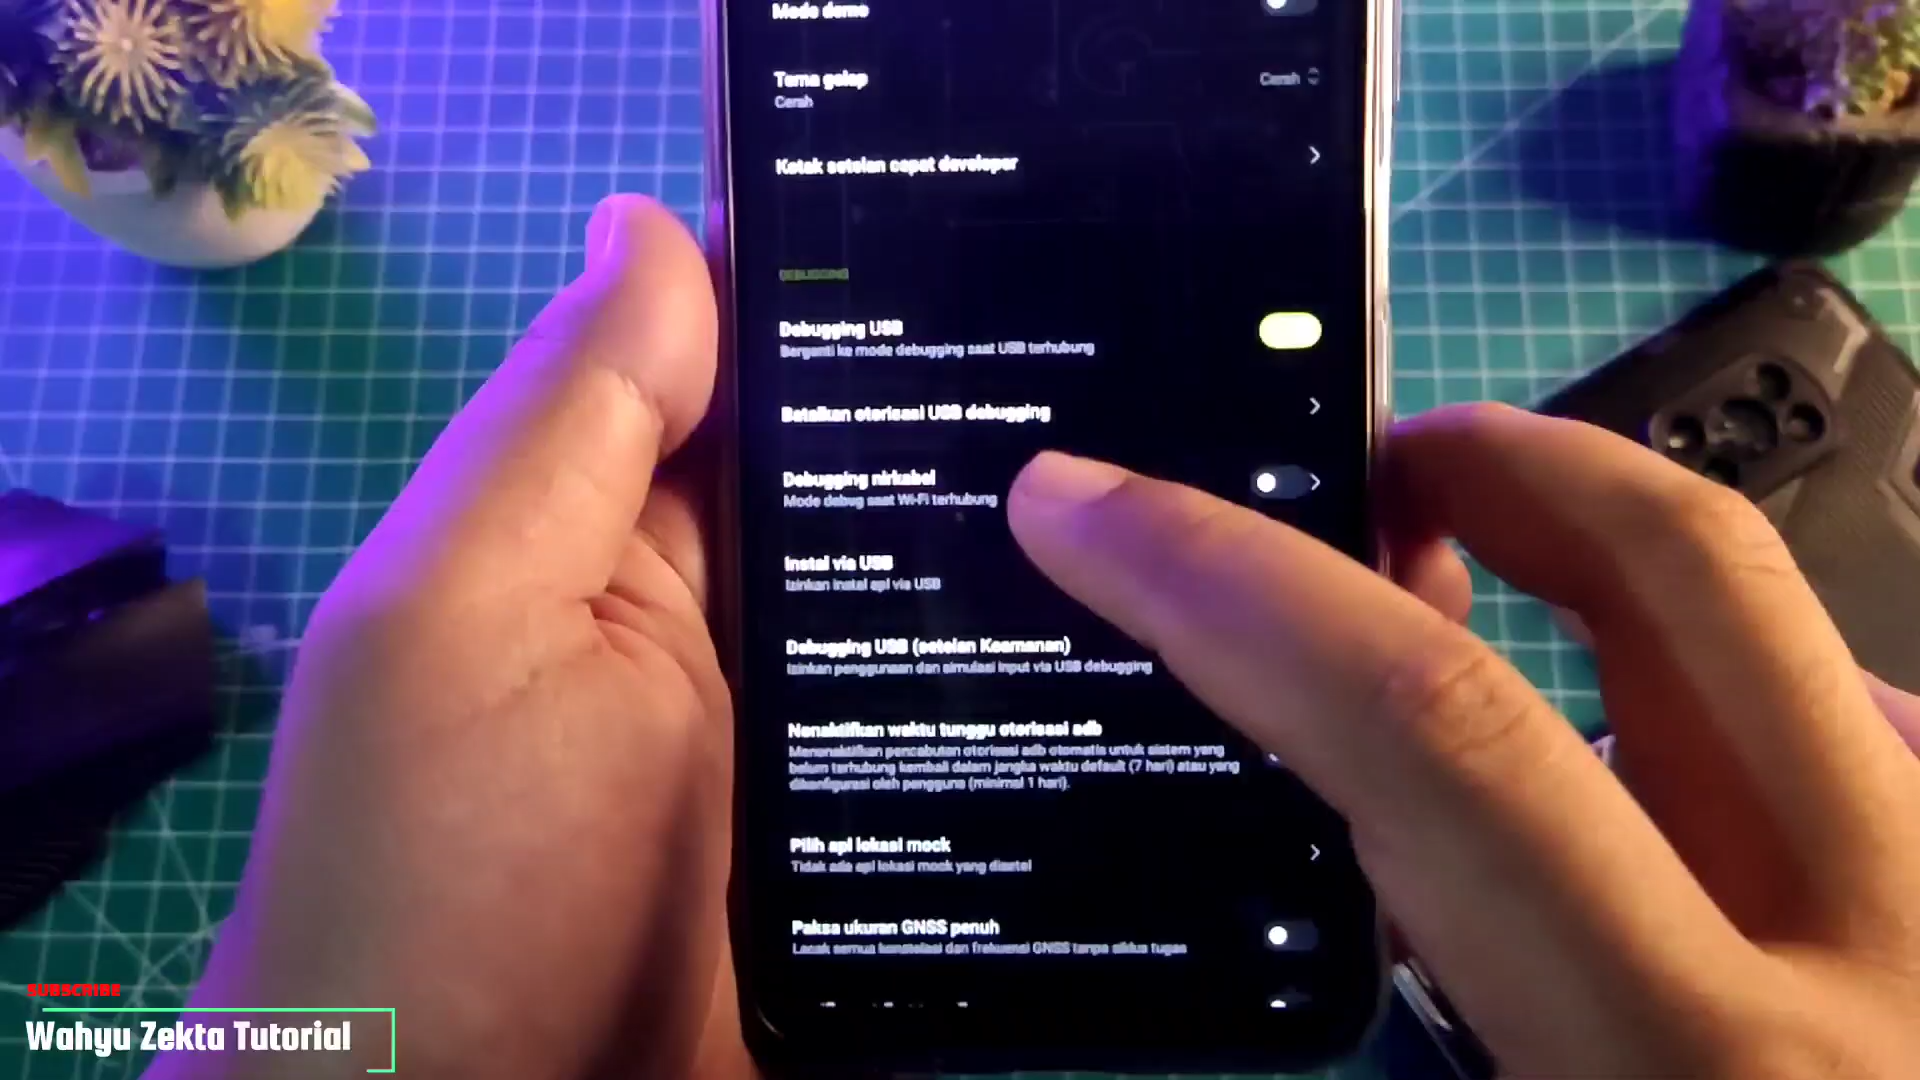 Mode demo
Tema gelap
Cerah
Cerah
Kotak setelan cepat developer
DEBUGGING
Debugging USB
Berganti ke mode debugging saat USB terhubung
Batalkan otorisasi USB debugging
Debugging nirkabel
Mode debug saat Wi-Fi terhubung
Instal via USB
Izinkan instal apl via USB
Debugging USB (setelan Keamanan)
Izinkan penggunaan dan simulasi input via USB debugging
Nonaktifkan waktu tunggu otorisasi adb
Menonaktifkan pencabutan otorisasi adb otomatis untuk sistem yang
belum terhubung kembali dalam jangka waktu default (7 hari) atau yang
dikonfigurasi oleh pengguna (minimal 1 hari).
Pilih apl lokasi mock
Tidak ada apl lokasi mock yang disetel
Paksa ukuran GNSS penuh
Lacak semua konstelasi dan frekuensi GNSS tanpa siklus tugas
SUBSCRIBE
Wahyu Zekta Tutorial